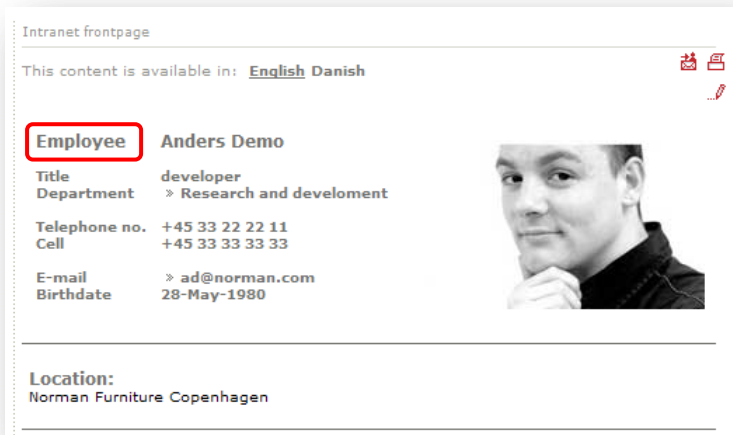 Intranet frontpage
This content is available in: English Danish
Employee Anders Demo
Title developer
Department » Research and develoment
Telephone no. +45 33 22 22 11
Cell +45 33 33 33 33
E-mail » ad@norman.com
Birthdate 28-May-1980
Location:
Norman Furniture Copenhagen